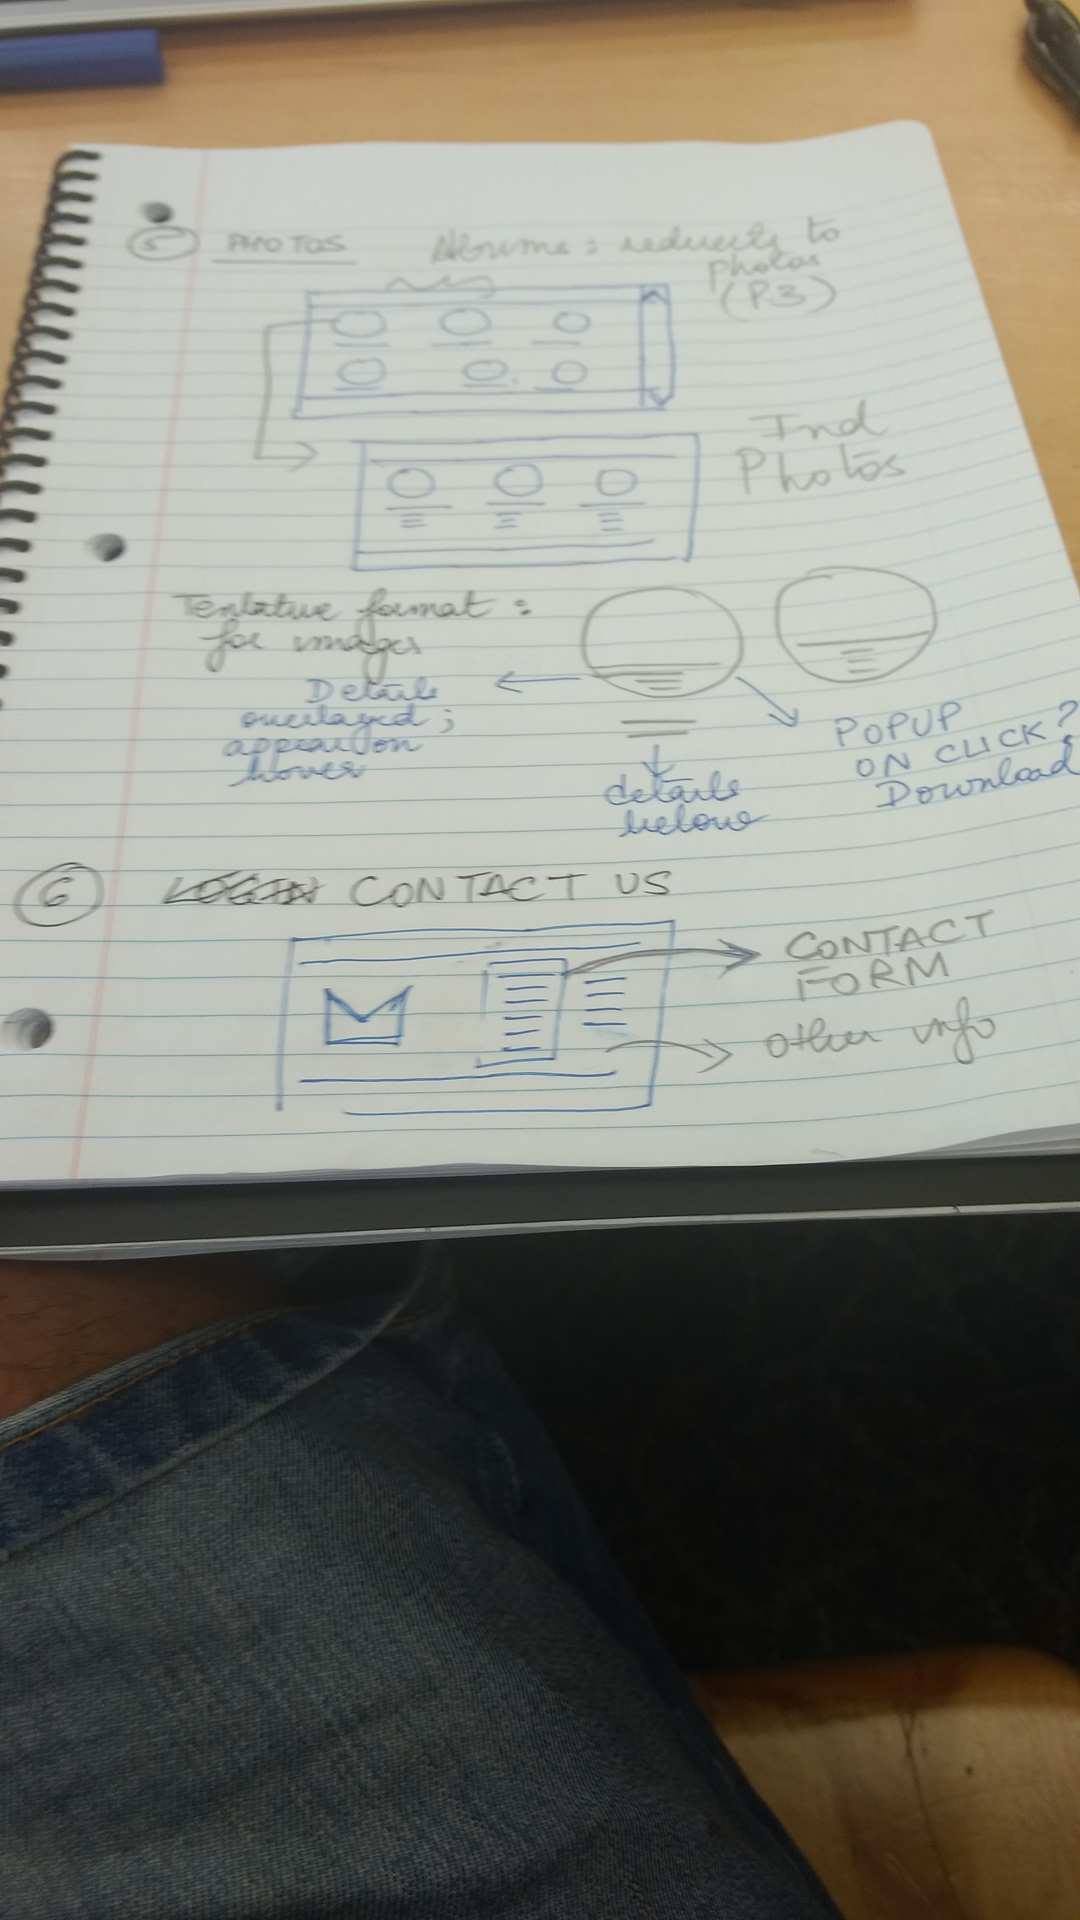 5 PHOTOS
Albums: redirects to
photos
(P3)
Ind
Photos
Tentative format :
for images
Details
overlayed;
appear on
hover
details
below
POPUP
ON CLICK?
Download
6 CONTACT US
CONTACT
FORM
other info